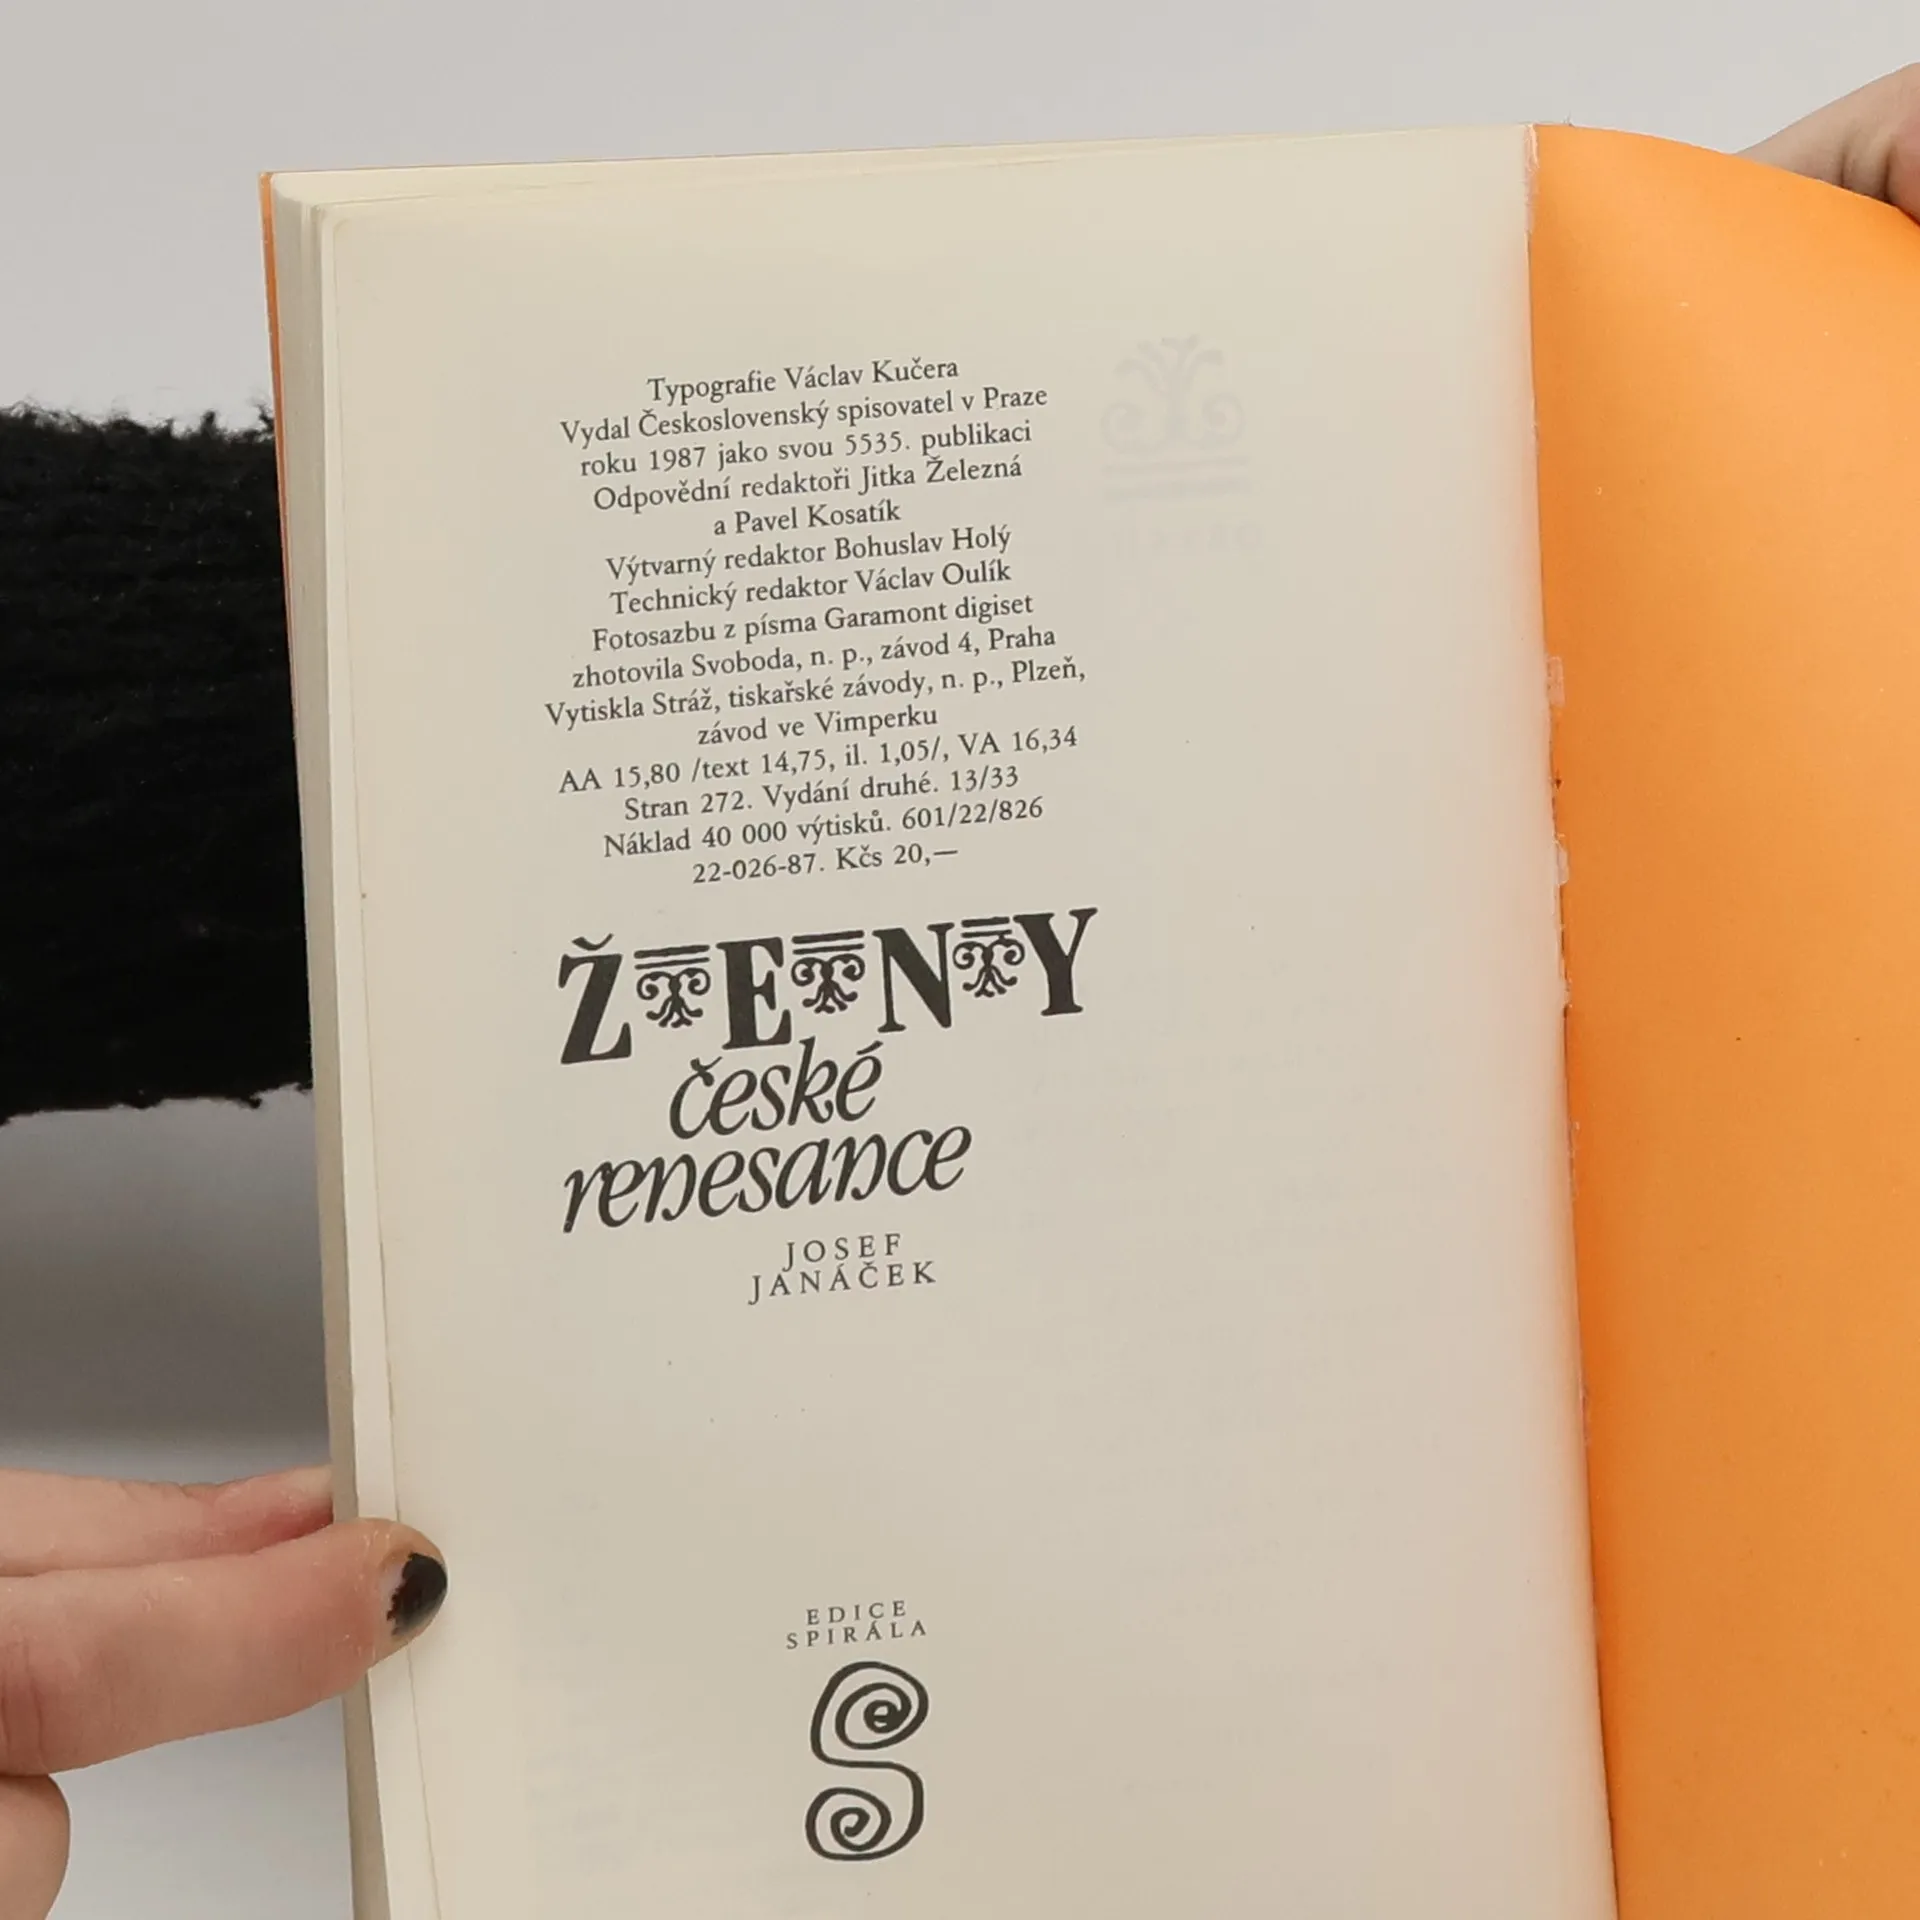 Typografie Václav Kučera
Vydal Československý spisovatel v Praze
roku 1987 jako svou 5535. publikaci
Odpovědní redaktoři Jitka Železná
a Pavel Kosatík
Výtvarný redaktor Bohuslav Holý
Technický redaktor Václav Oulík
Fotosazbu z písma Garamont digiset
zhotovila Svoboda, n. p., závod 4, Praha
Vytiskla Stráž, tiskařské závody, n. p., Plzeň,
závod ve Vimperku
AA 15,80 /text 14,75, il. 1,05/, VA 16,34
Stran 272. Vydání druhé. 13/33
Náklad 40 000 výtisků. 601/22/826
22-026-87. Kčs 20,—
ŽENY
české
renesance
JOSEF
JANÁČEK
EDICE
SPIRÁLA